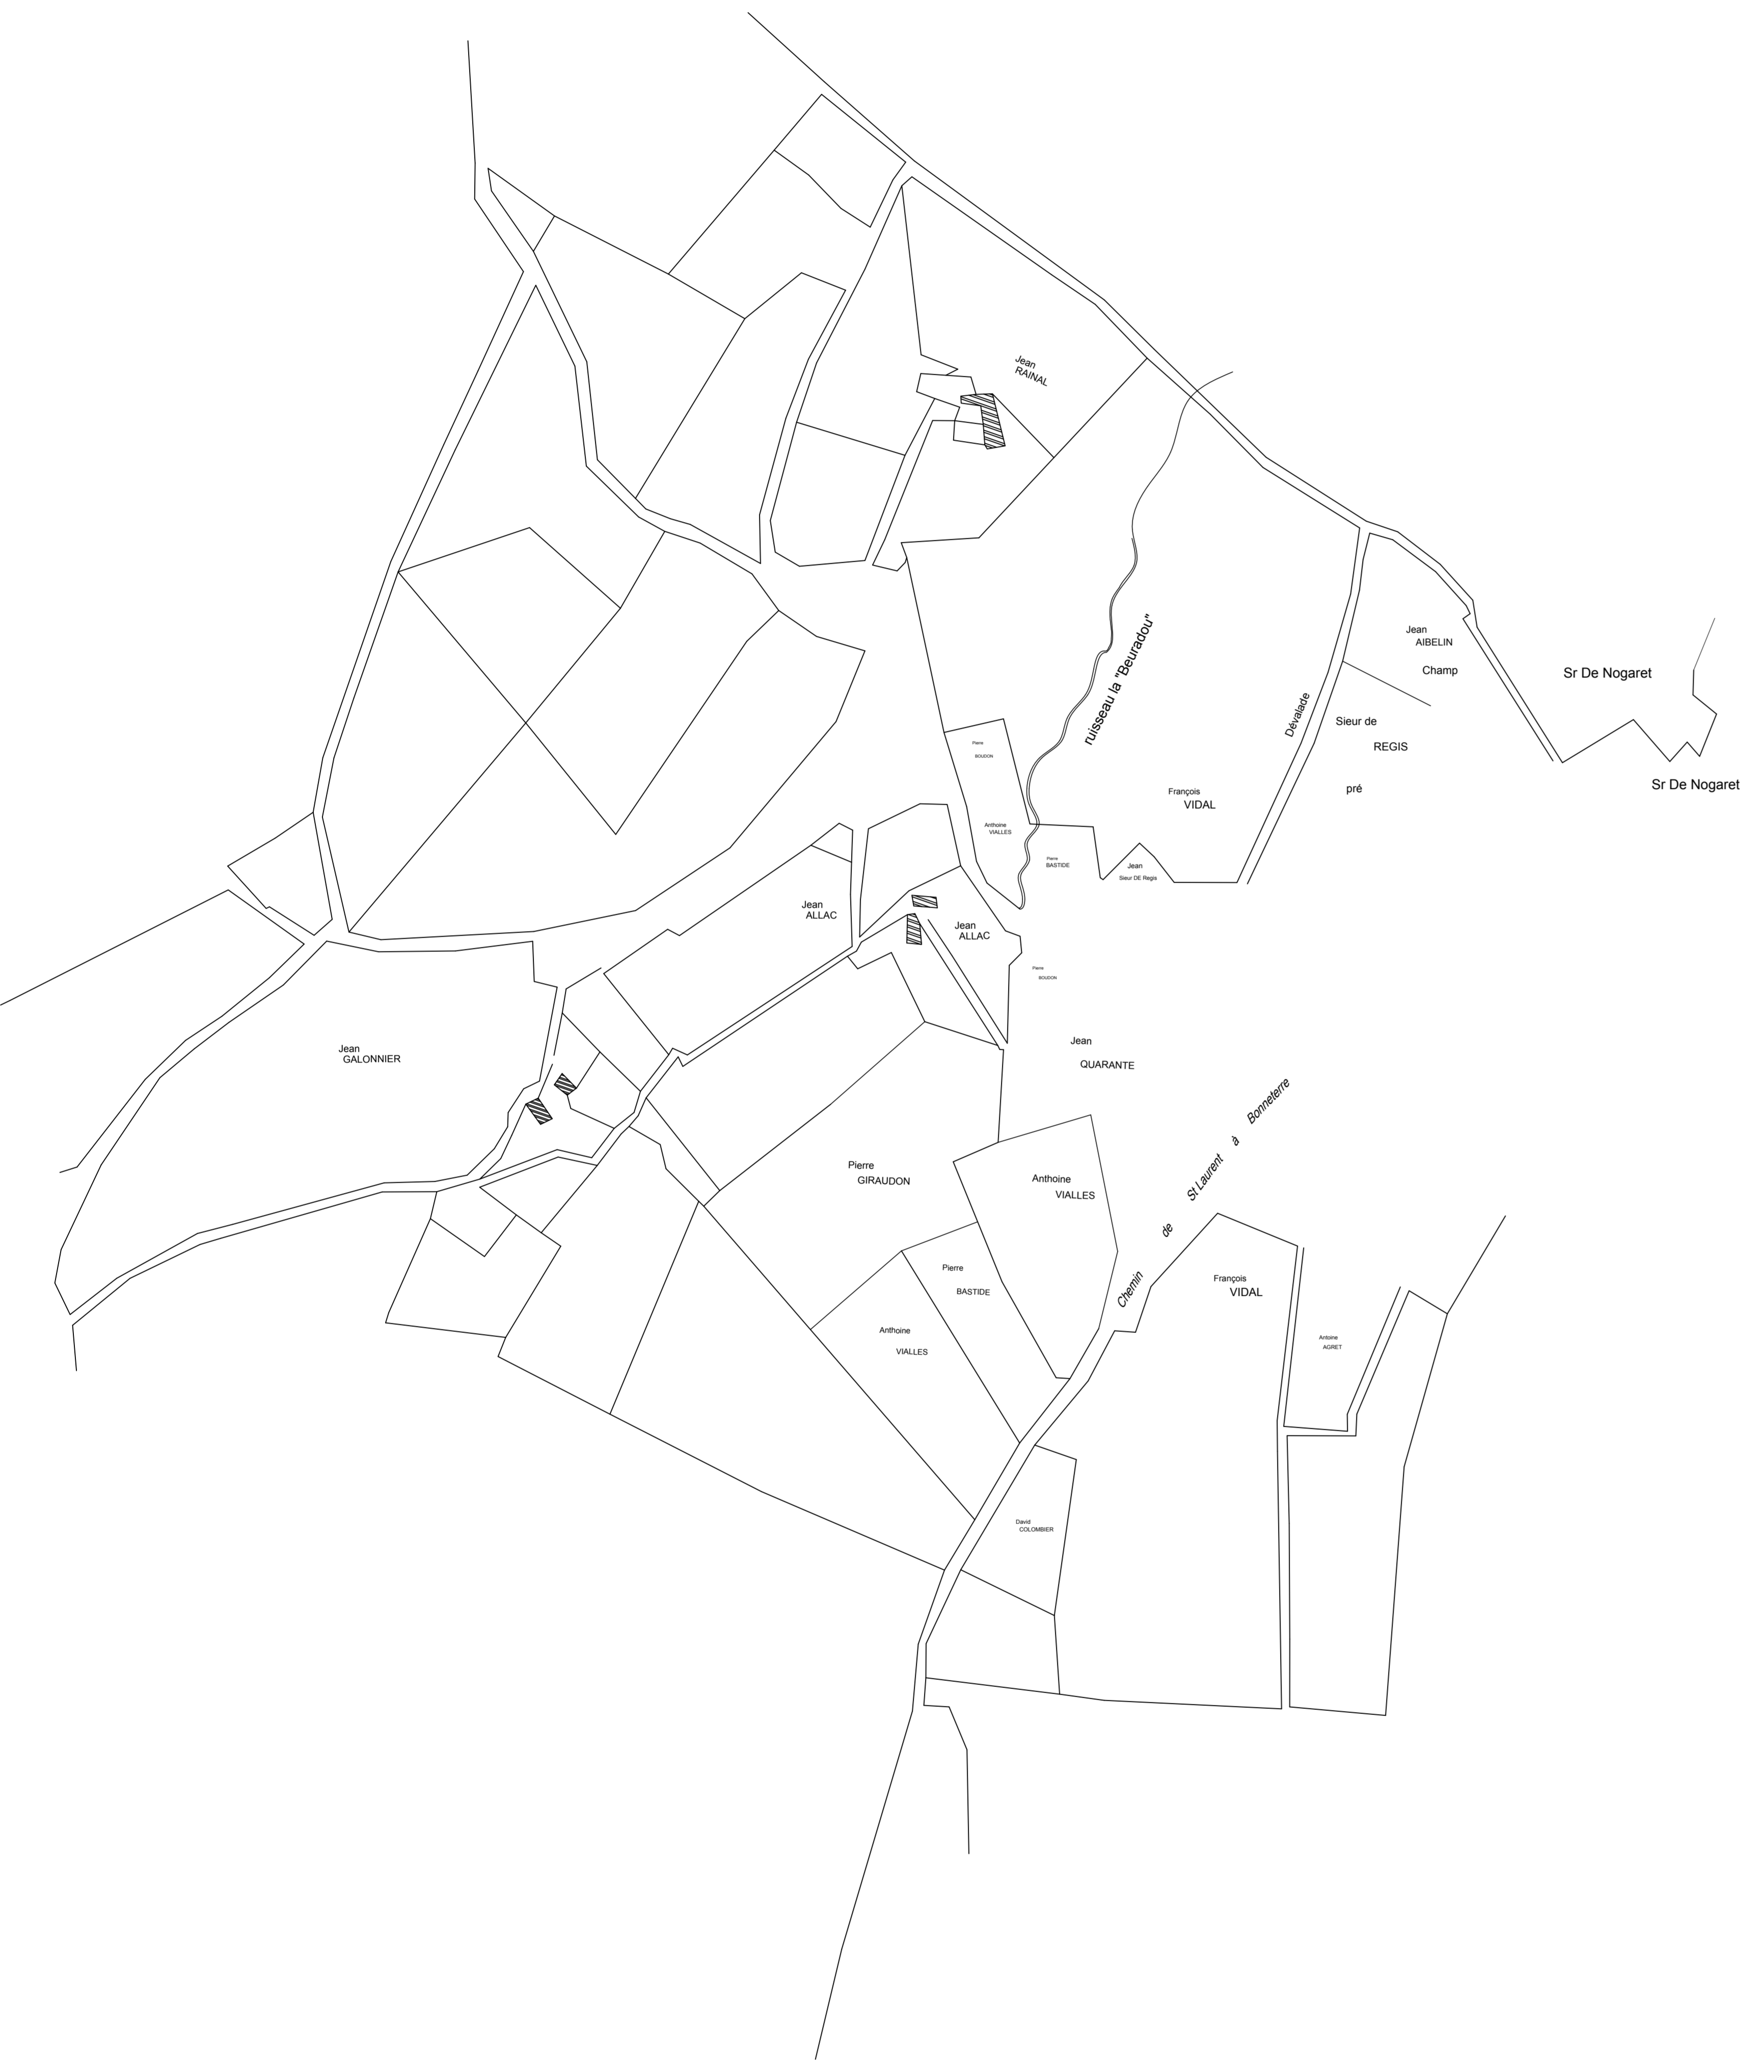 Jean
RAINAL
ruisseau la "Beuradou"
Jean
AIBELIN
Champ
Sr De Nogaret
Dévalade
Sieur de
REGIS
pré
Sr De Nogaret
Pierre
BOUDON
François
VIDAL
Anthoine
VIALLES
Pierre
BASTIDE
Jean
Sieur DE Regis
Jean
ALLAC
Jean
ALLAC
Pierre
BOUDON
Jean
GALONNIER
Jean
QUARANTE
Chemin de St Laurent à Bonneterre
Pierre
GIRAUDON
Anthoine
VIALLES
Pierre
BASTIDE
François
VIDAL
Anthoine
VIALLES
Antoine
AGRET
David
COLOMBIER